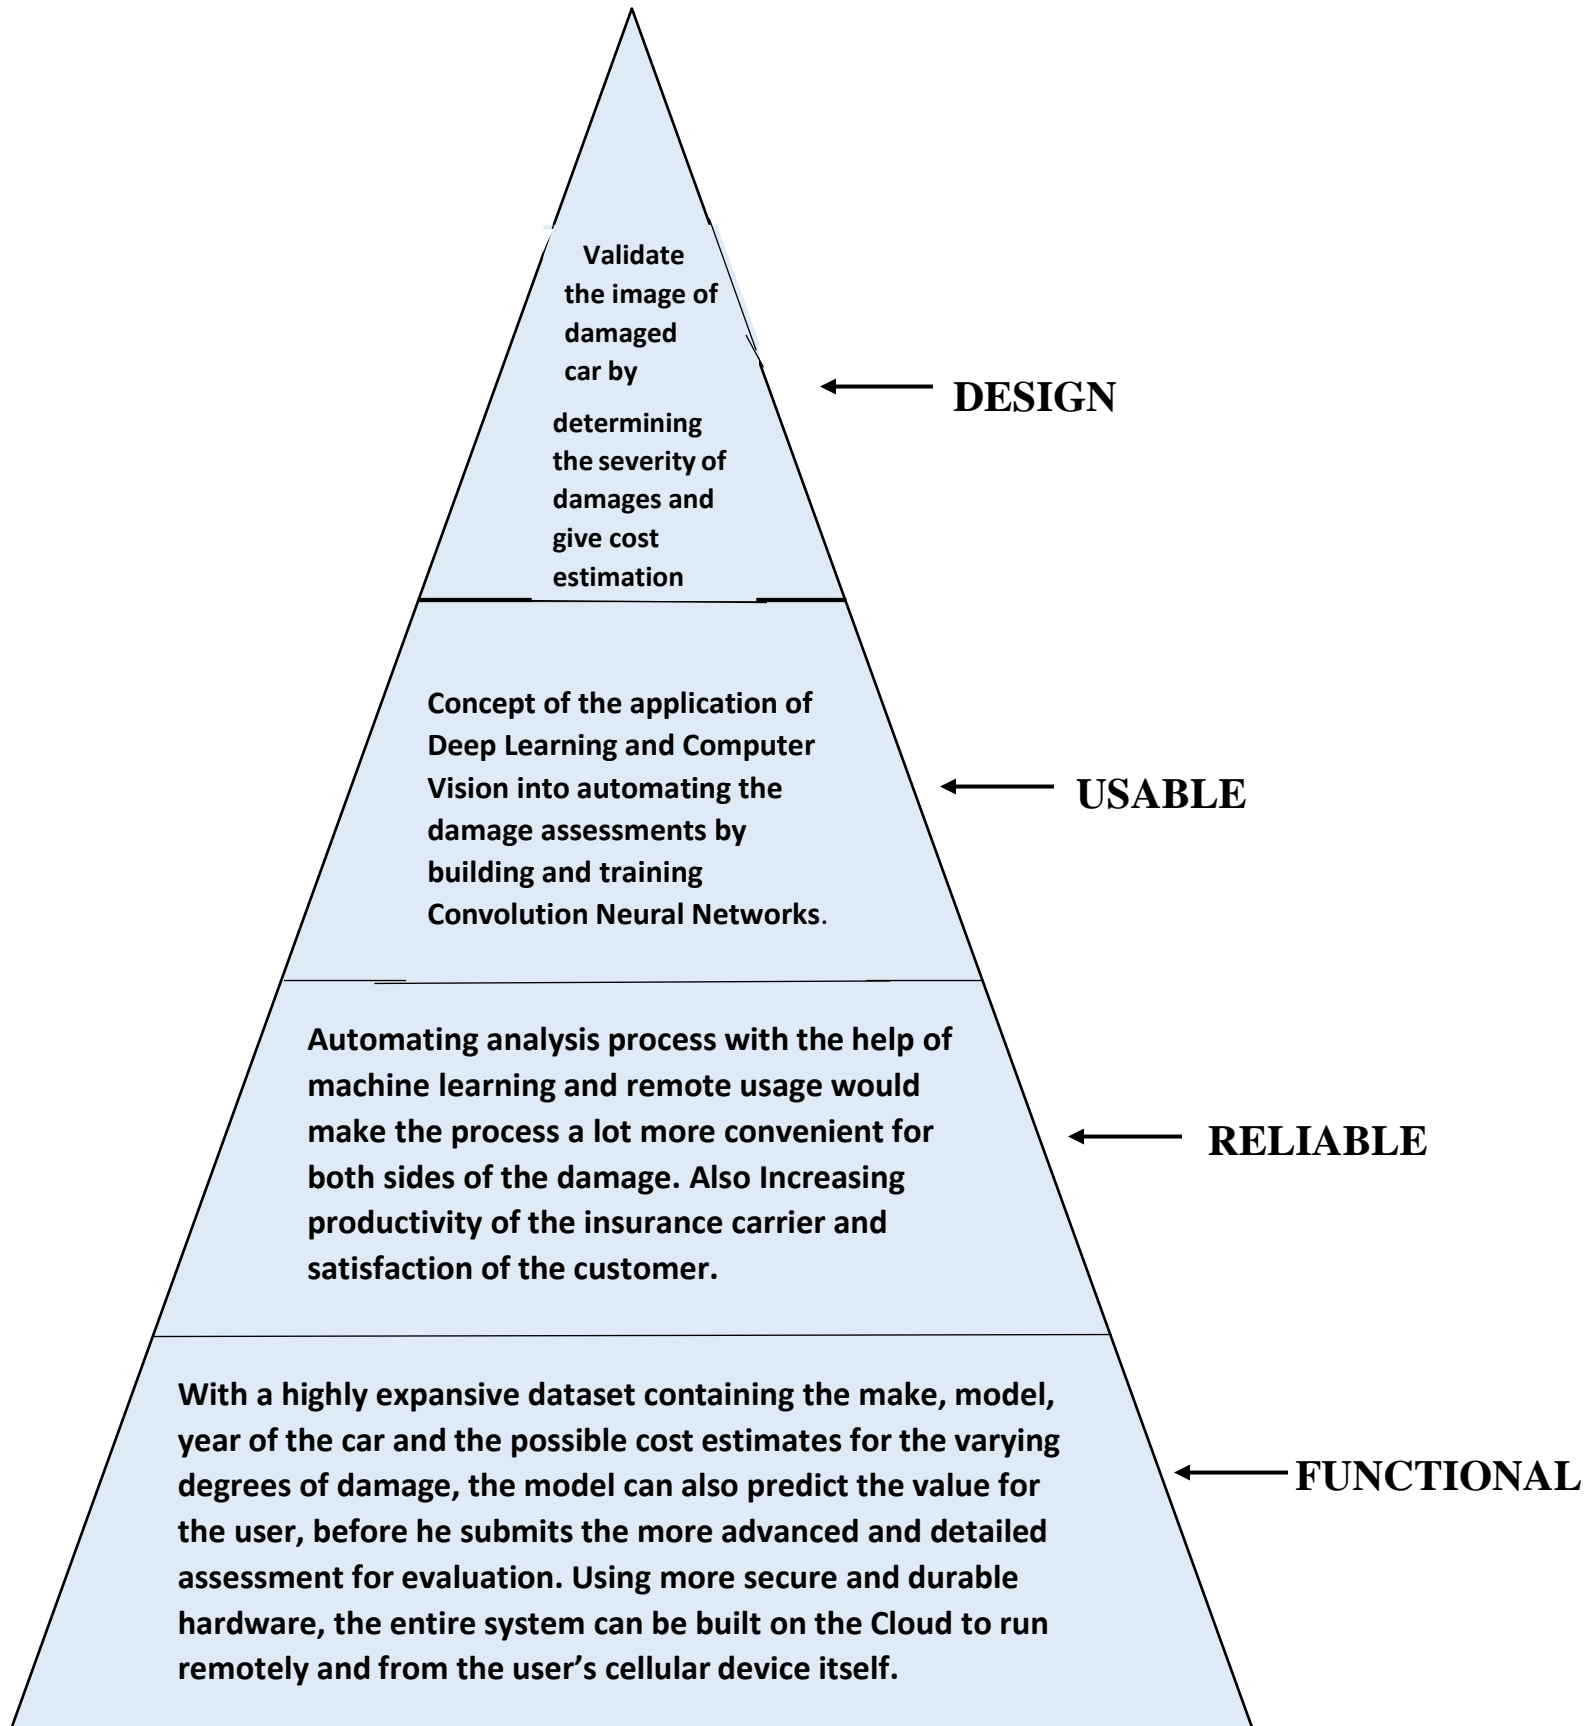 Validate
the image of
damaged
car by
determining
the severity of
damages and
give cost
estimation
DESIGN
Concept of the application of
Deep Learning and Computer
Vision into automating the
damage assessments by
building and training
Convolution Neural Networks.
USABLE
Automating analysis process with the help of
machine learning and remote usage would
make the process a lot more convenient for
both sides of the damage. Also Increasing
productivity of the insurance carrier and
satisfaction of the customer.
RELIABLE
With a highly expansive dataset containing the make, model,
year of the car and the possible cost estimates for the varying
degrees of damage, the model can also predict the value for
the user, before he submits the more advanced and detailed
assessment for evaluation. Using more secure and durable
hardware, the entire system can be built on the Cloud to run
remotely and from the user’s cellular device itself.
FUNCTIONAL